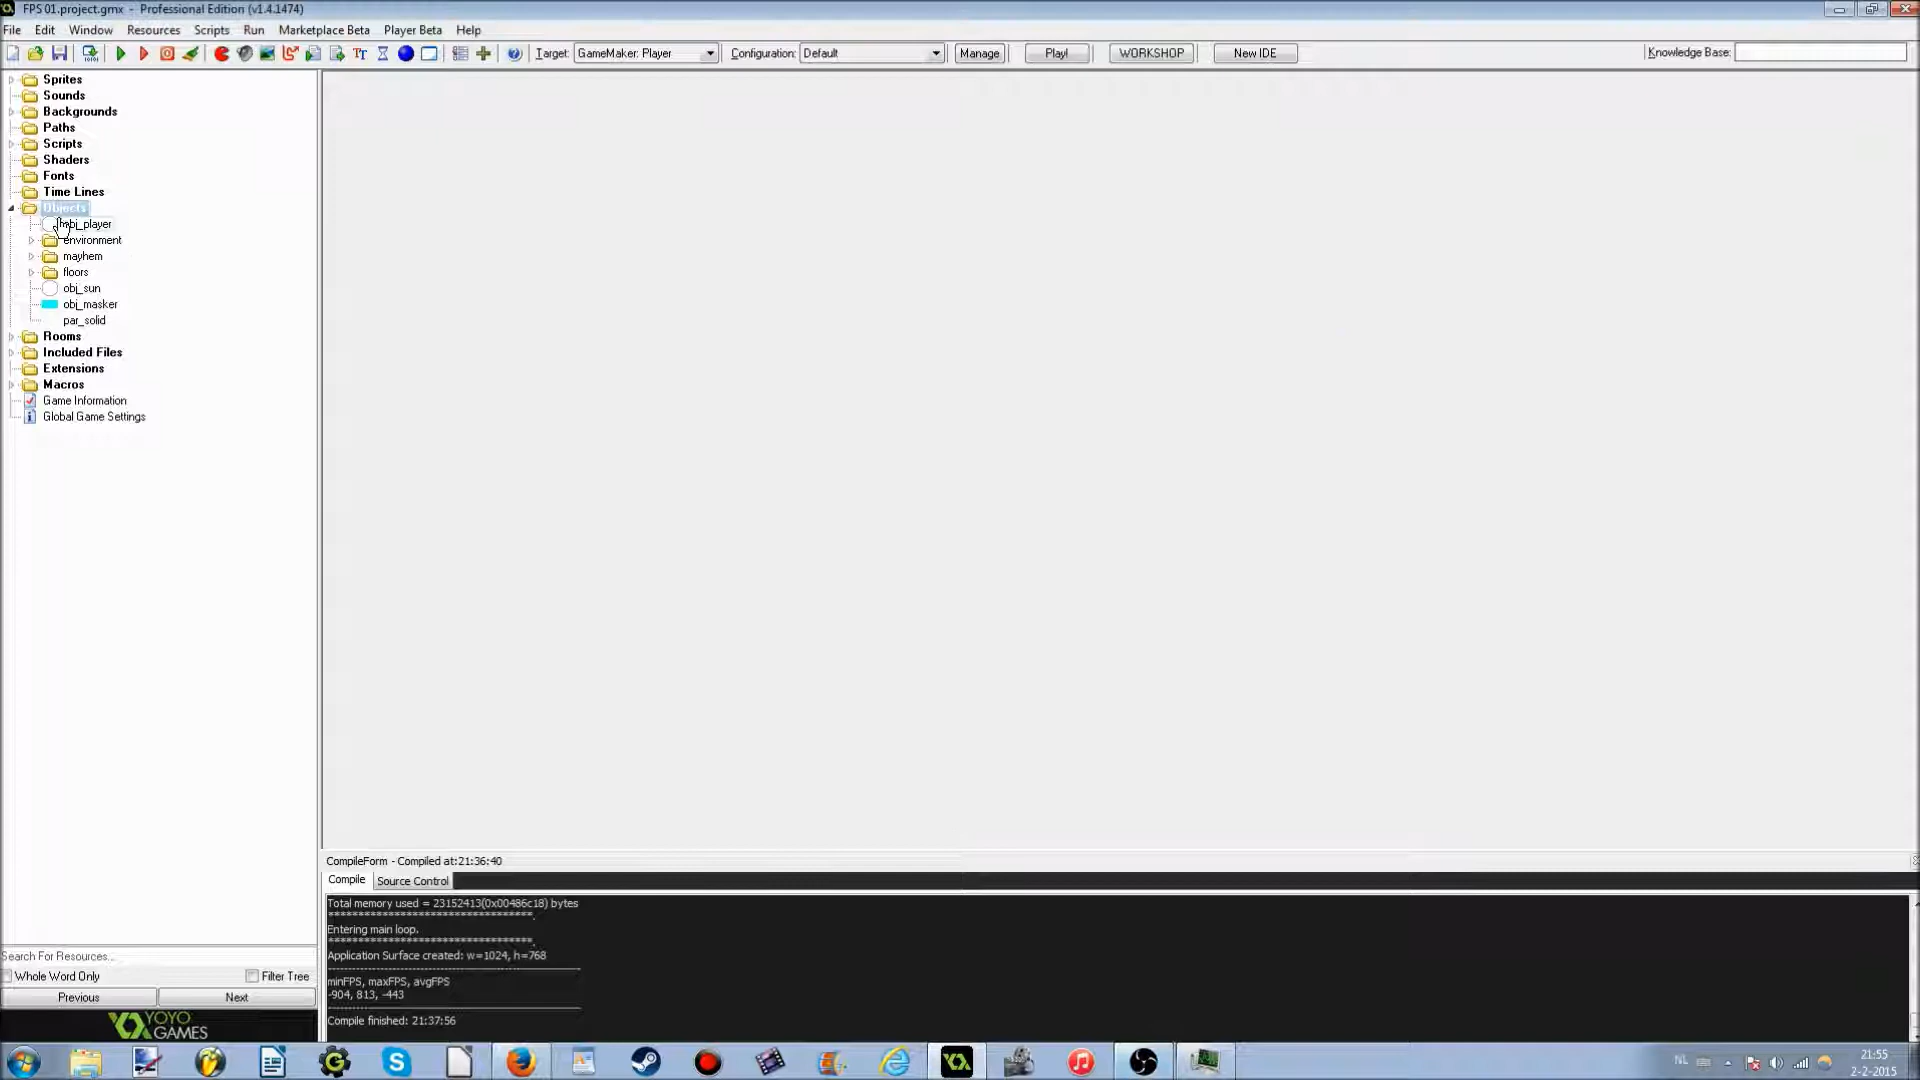 FPS 01.project.gmx - Professional Edition (v1.4.1474)
File Edit Window Resources Scripts Run Marketplace Beta Player Beta Help
Target: GameMaker: Player Configuration: Default Manage Play! WORKSHOP New IDE Knowledge Base:
Sprites
Sounds
Backgrounds
Paths
Scripts
Shaders
Fonts
Time Lines
Objects
obj_player
environment
mayhem
floors
obj_sun
obj_masker
par_solid
Rooms
Included Files
Extensions
Macros
Game Information
Global Game Settings
CompileForm - Compiled at:21:36:40
Compile Source Control
Total memory used = 23152413(0x00486c18) bytes
**********************************.
Entering main loop.
**********************************.
Application Surface created: w=1024, h=768
minFPS, maxFPS, avgFPS
-904, 813, -443
Compile finished: 21:37:56
Search For Resources...
Whole Word Only Filter Tree
Previous Next
YOYO
GAMES
NL
21:55
2-2-2015